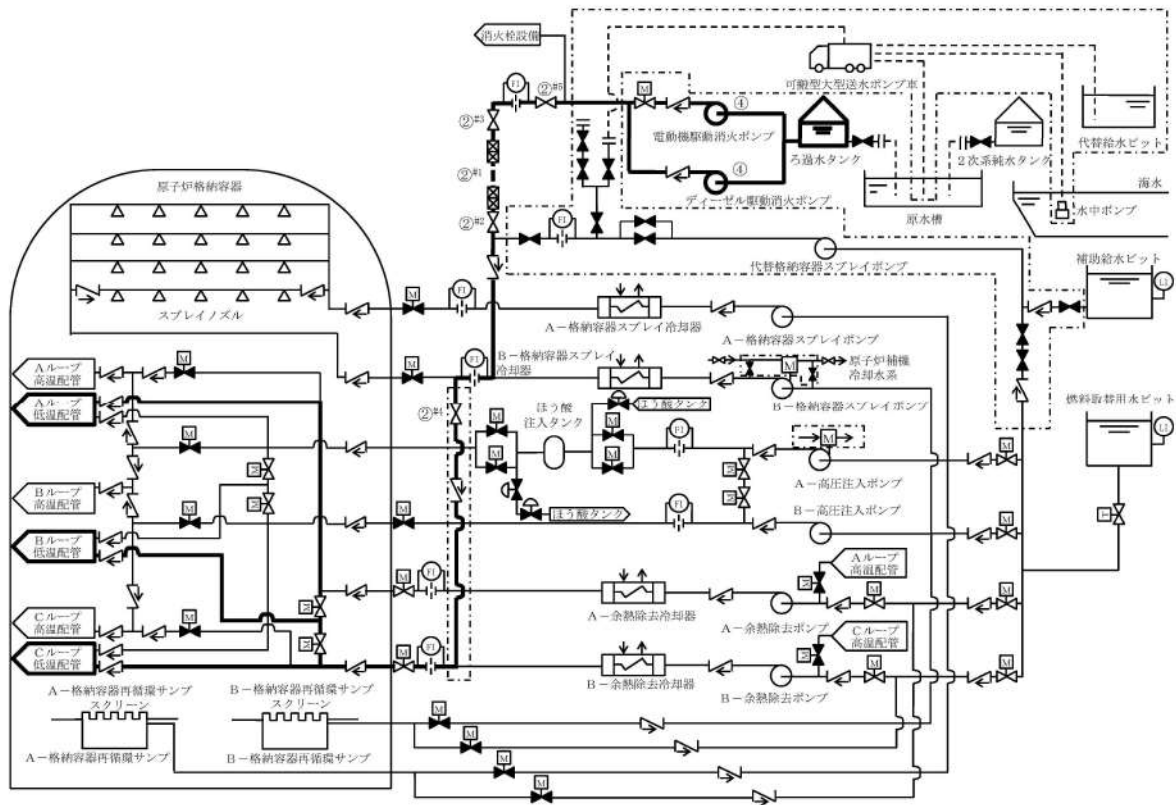 消火栓設備
可搬型大型送水ポンプ車
FI
②#5
M
④
電動機駆動消火ポンプ
ろ過水タンク
2次系純水タンク
代替給水ピット
②#3
②#1
②#2
④
ディーゼル駆動消火ポンプ
原水槽
海水
水中ポンプ
原子炉格納容器
スプレイノズル
FI
代替格納容器スプレイポンプ
補助給水ピット
LI
M
FI
A-格納容器スプレイ冷却器
A-格納容器スプレイポンプ
M
FI
B-格納容器スプレイ
冷却器
M
原子炉補機
冷却水系
B-格納容器スプレイポンプ
Aループ
高温配管
M
Aループ
低温配管
②#4
M
M
ほう酸
注入タンク
ほう酸タンク
M
M
FI
M
A-高圧注入ポンプ
M
燃料取替用水ピット
LI
M
M
M
M
M
Bループ
高温配管
M
M
ほう酸タンク
FI
B-高圧注入ポンプ
M
Bループ
低温配管
M
FI
A-余熱除去冷却器
Aループ
高温配管
M
M
A-余熱除去ポンプ
M
Cループ
高温配管
M
M
M
Cループ
低温配管
M
FI
B-余熱除去冷却器
Cループ
高温配管
M
M
B-余熱除去ポンプ
M
A-格納容器再循環サンプ
スクリーン
B-格納容器再循環サンプ
スクリーン
A-格納容器再循環サンプ
B-格納容器再循環サンプ
M
M
M
M